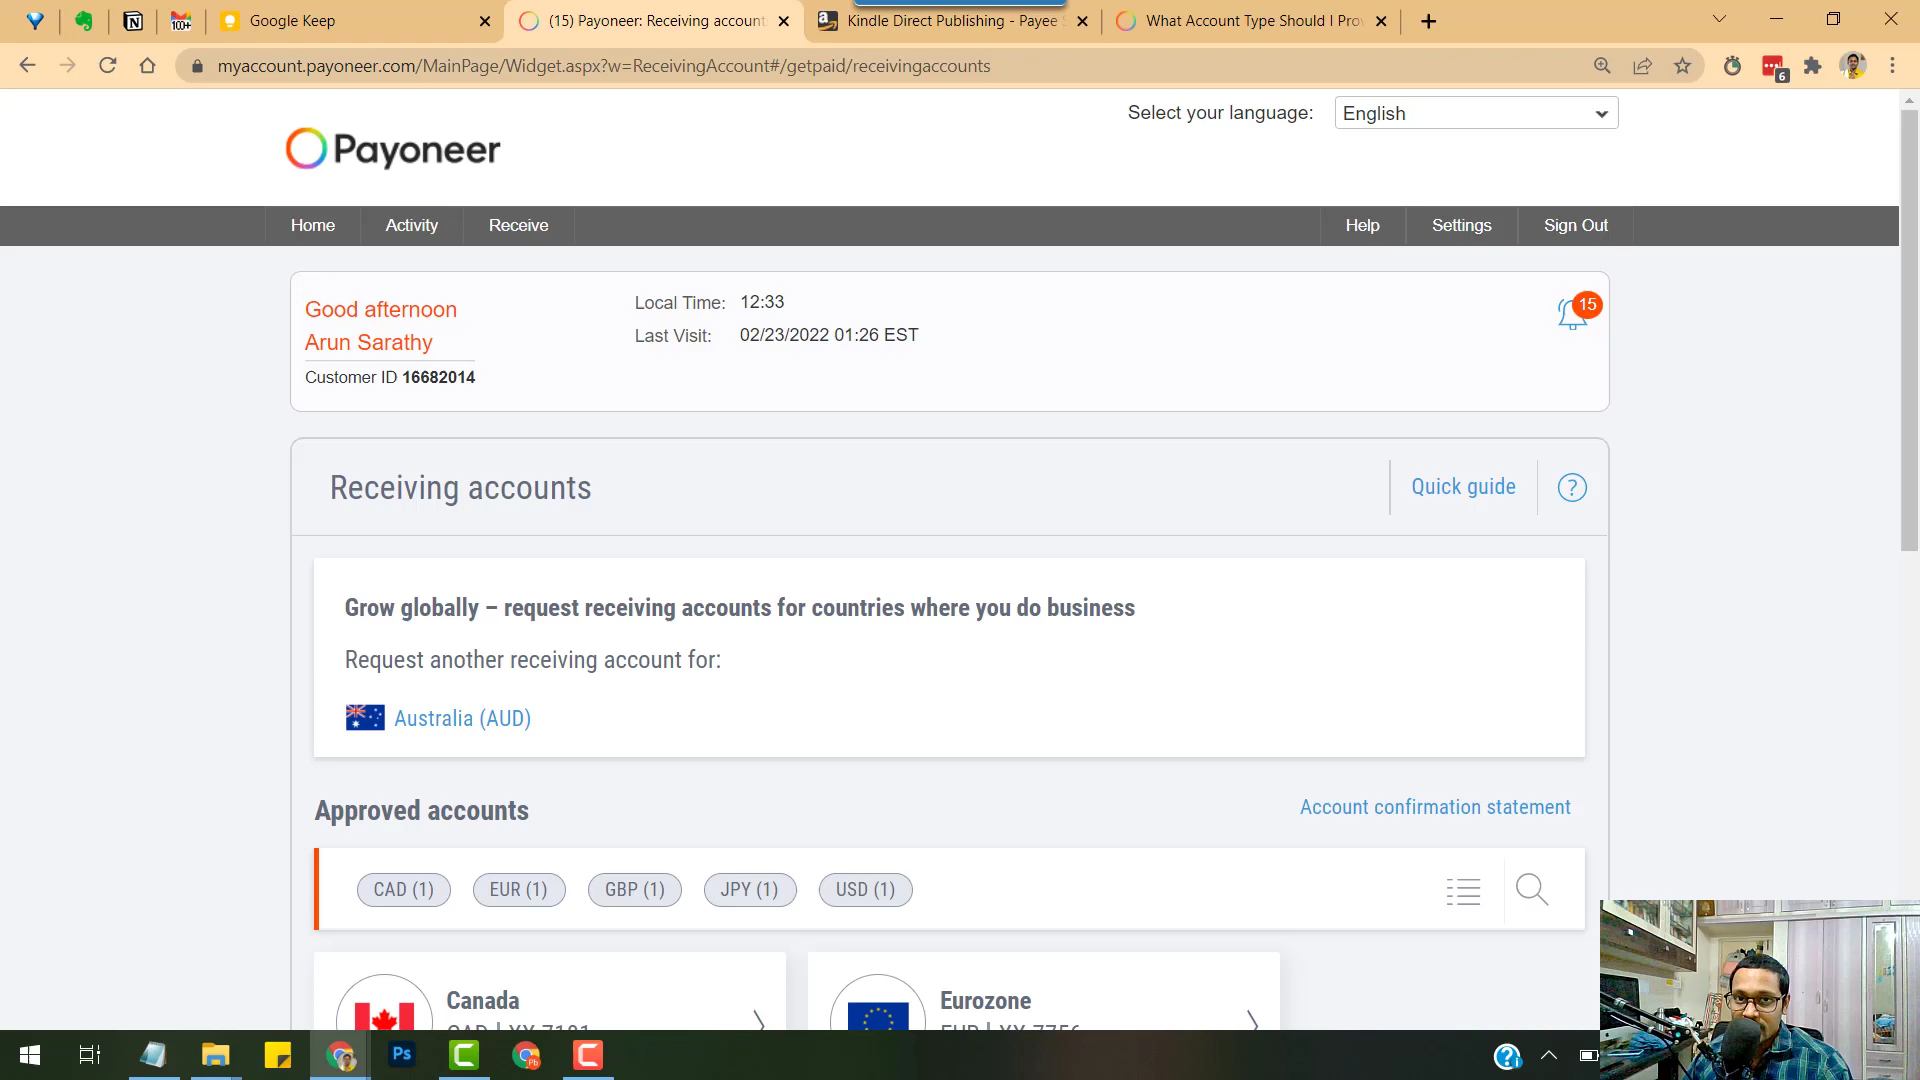 Google Keep
(15) Payoneer: Receiving account
Kindle Direct Publishing - Payee
What Account Type Should I Pro
myaccount.payoneer.com/MainPage/Widget.aspx?w=ReceivingAccount#/getpaid/receivingaccounts
6
Select your language: English
Payoneer
Home
Activity
Receive
Help
Settings
Sign Out
Good afternoon
Arun Sarathy
Customer ID 16682014
Local Time: 12:33
Last Visit: 02/23/2022 01:26 EST
15
Receiving accounts
Quick guide
?
Grow globally – request receiving accounts for countries where you do business
Request another receiving account for:
Australia (AUD)
Approved accounts
Account confirmation statement
CAD (1)
EUR (1)
GBP (1)
JPY (1)
USD (1)
Canada
Eurozone
Ps